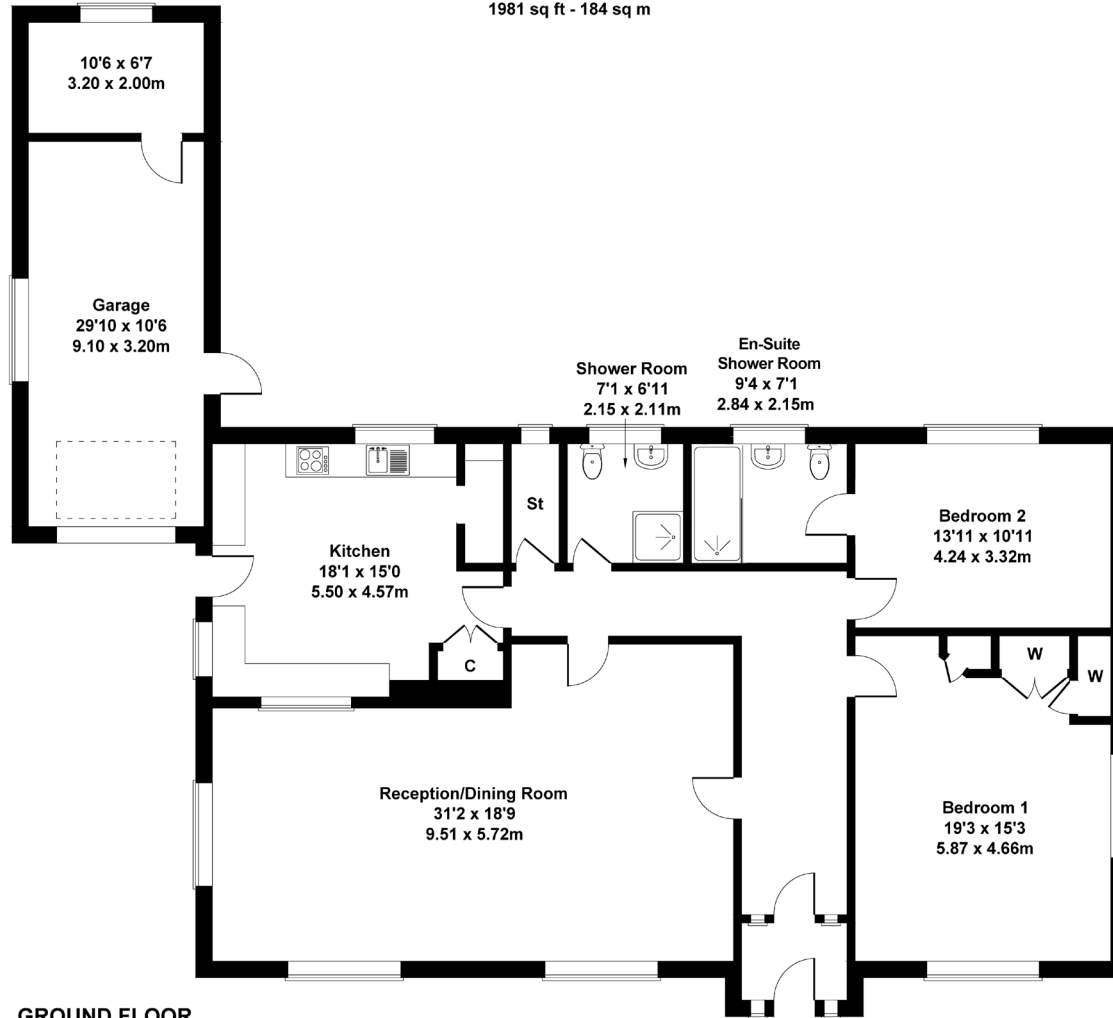 1981 sq ft - 184 sq m
10'6 x 6'7
3.20 x 2.00m
Garage
29'10 x 10'6
9.10 x 3.20m
Shower Room
7'1 x 6'11
2.15 x 2.11m
En-Suite
Shower Room
9'4 x 7'1
2.84 x 2.15m
St
Kitchen
18'1 x 15'0
5.50 x 4.57m
C
Bedroom 2
13'11 x 10'11
4.24 x 3.32m
W
W
Reception/Dining Room
31'2 x 18'9
9.51 x 5.72m
Bedroom 1
19'3 x 15'3
5.87 x 4.66m
GROUND FLOOR